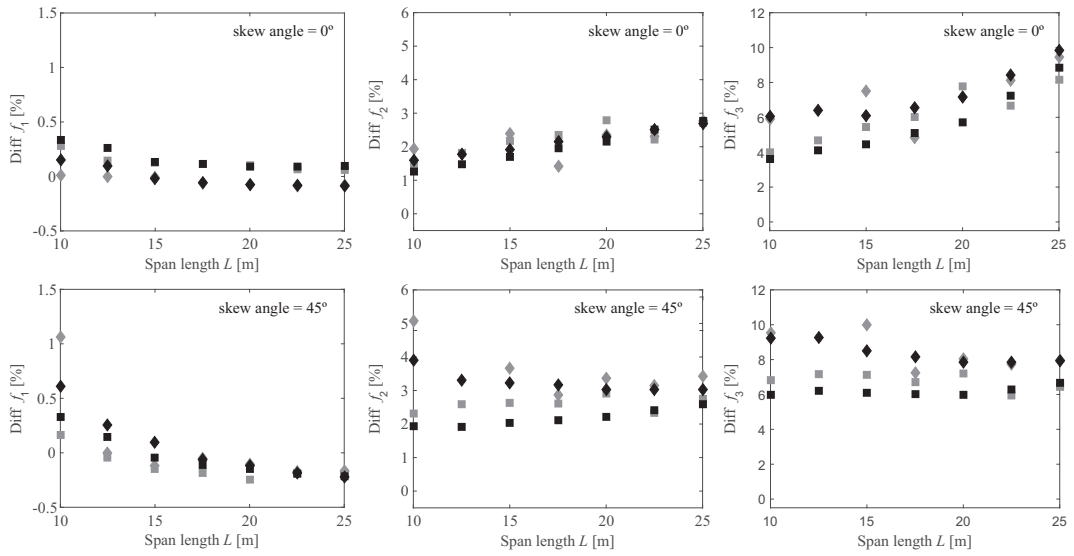 1.5
1
0.5
0
-0.5
Diff f1 [%]
skew angle = 0º
10 15 20 25
Span length L [m]
6
5
4
3
2
1
0
Diff f2 [%]
skew angle = 0º
10 15 20 25
Span length L [m]
12
10
8
6
4
2
0
Diff f3 [%]
skew angle = 0º
10 15 20 25
Span length L [m]
1.5
1
0.5
0
-0.5
Diff f1 [%]
skew angle = 45º
10 15 20 25
Span length L [m]
6
5
4
3
2
1
0
Diff f2 [%]
skew angle = 45º
10 15 20 25
Span length L [m]
12
10
8
6
4
2
0
Diff f3 [%]
skew angle = 45º
10 15 20 25
Span length L [m]